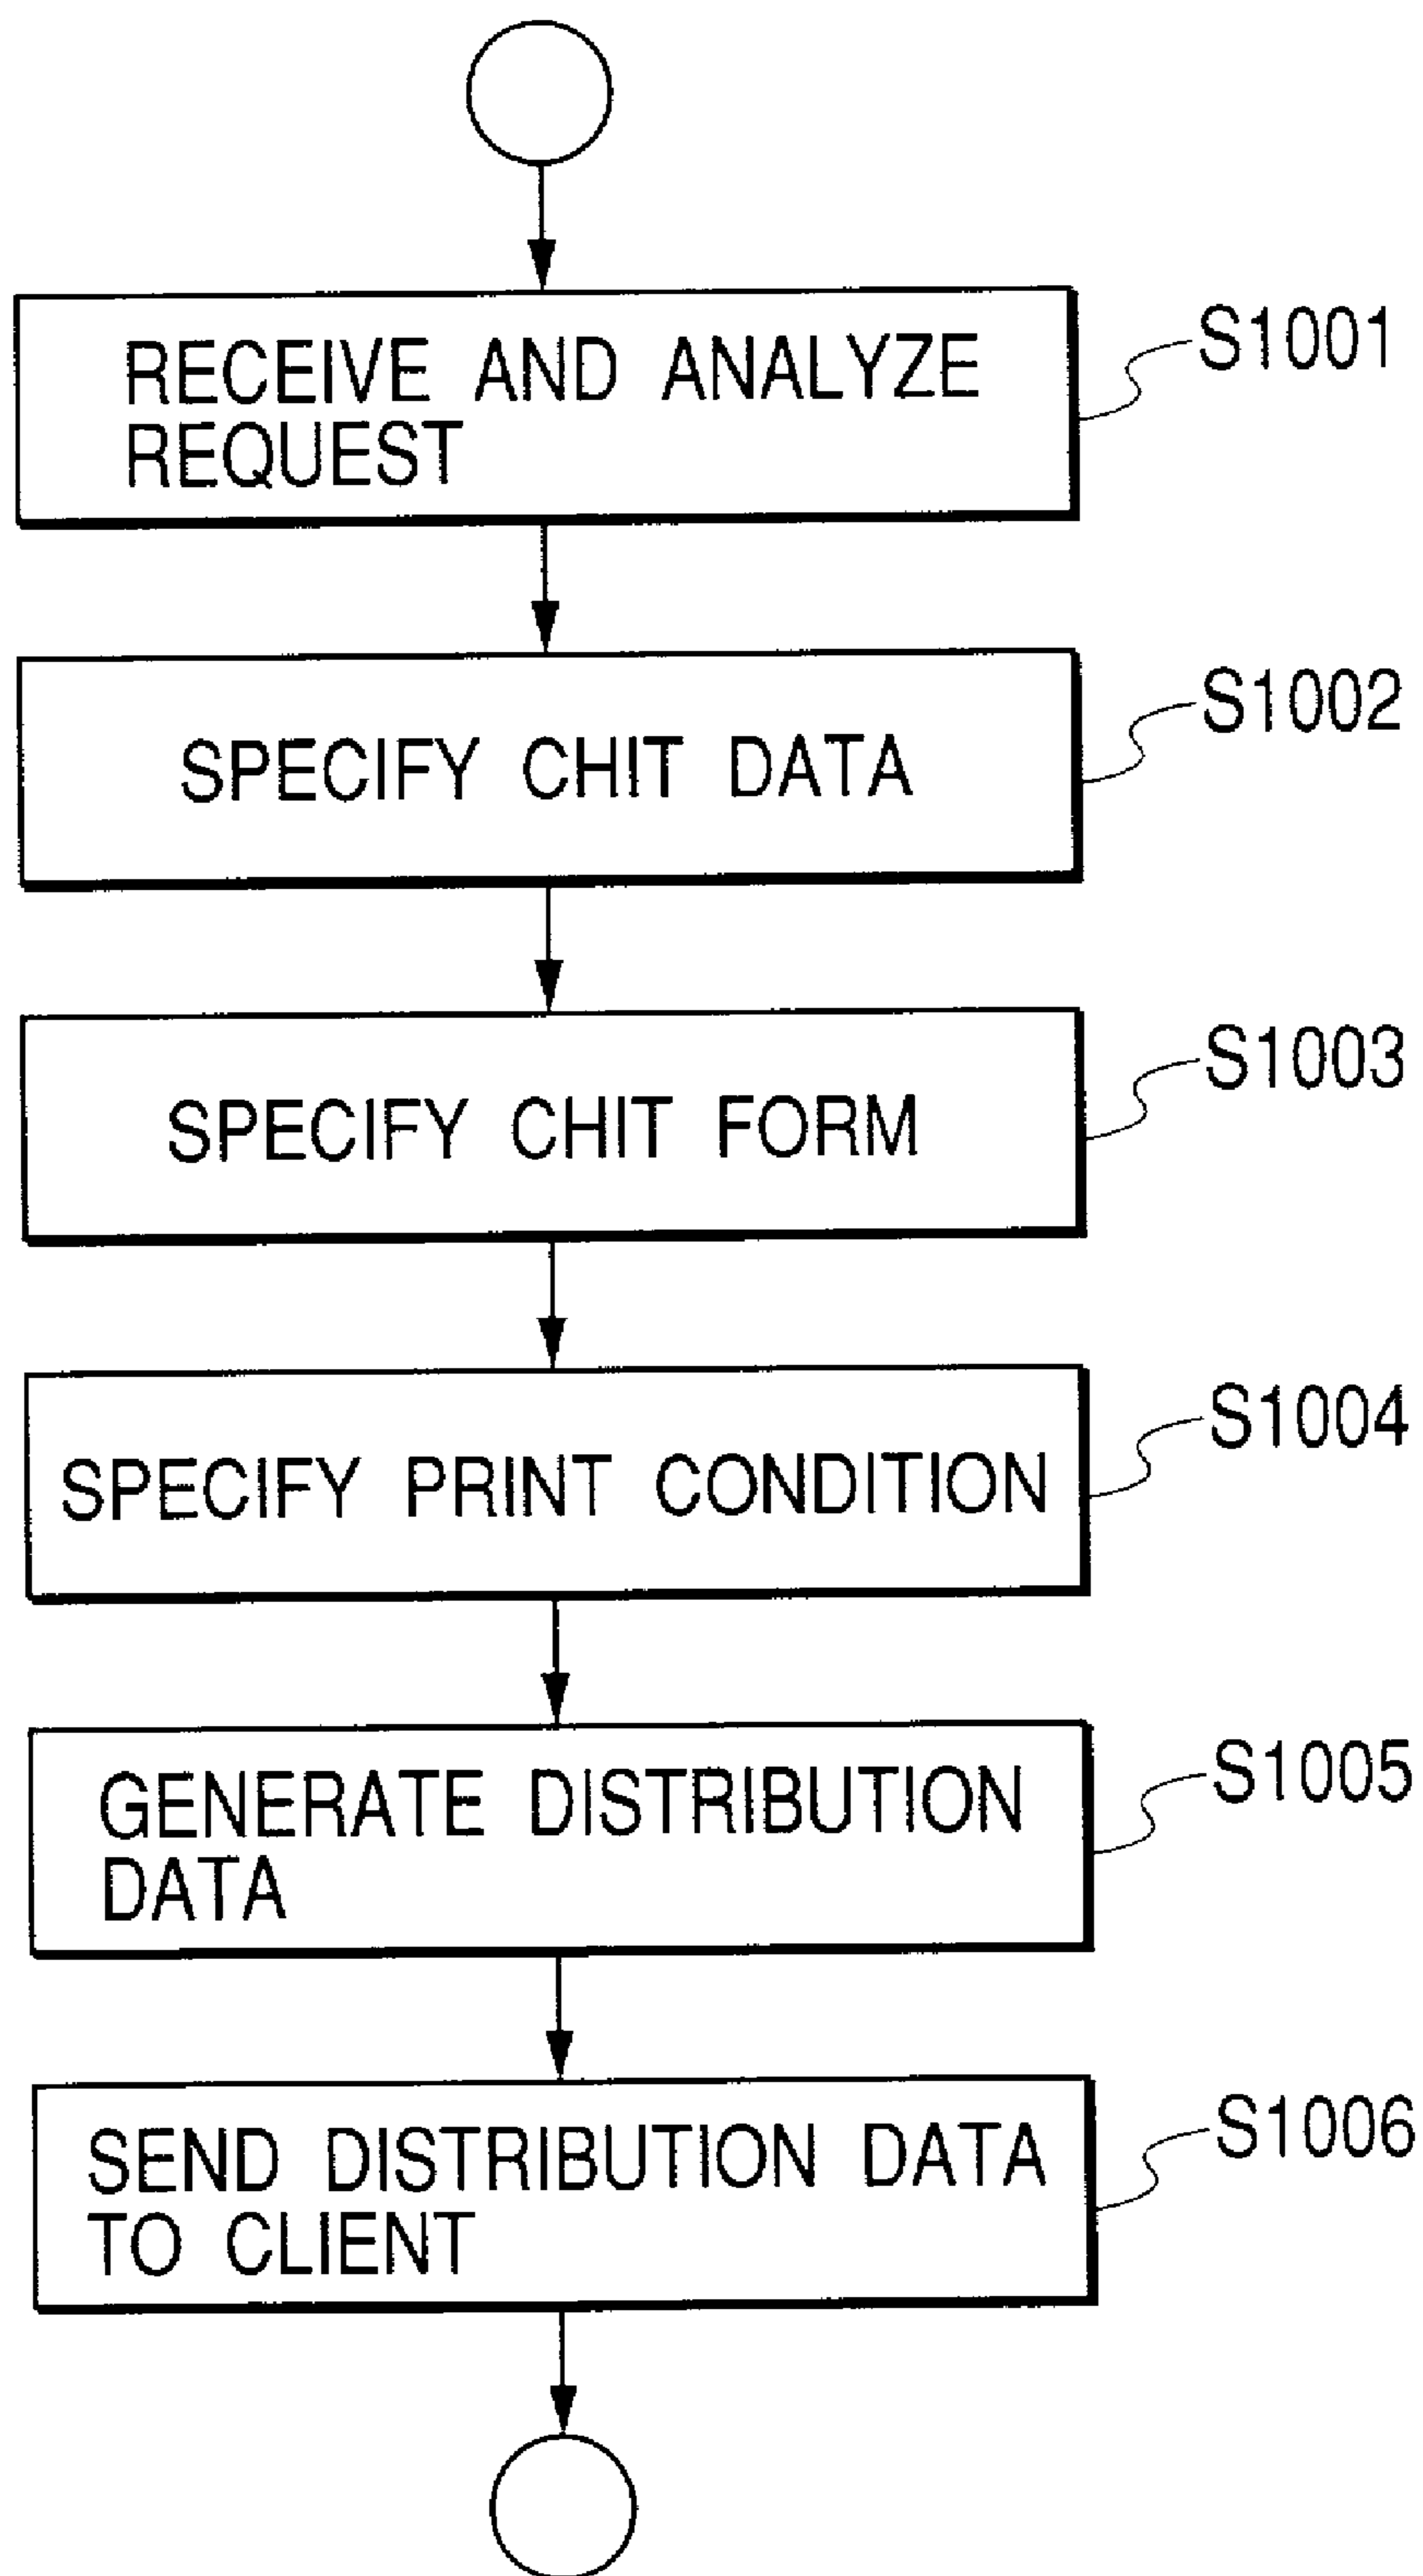 RECEIVE AND ANALYZE
REQUEST
S1001
SPECIFY CHIT DATA
S1002
SPECIFY CHIT FORM
S1003
SPECIFY PRINT CONDITION
S1004
GENERATE DISTRIBUTION
DATA
S1005
SEND DISTRIBUTION DATA
TO CLIENT
S1006